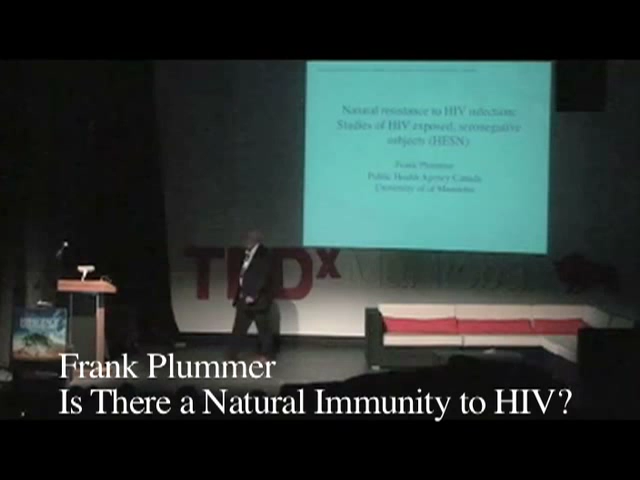 Natural resistance to HIV infection:
Studies of HIV exposed, seronegative
subjects (HESN)
Frank Plummer
Public Health Agency Canada
University of of Manitoba
TEDx
Frank Plummer
Is There a Natural Immunity to HIV?